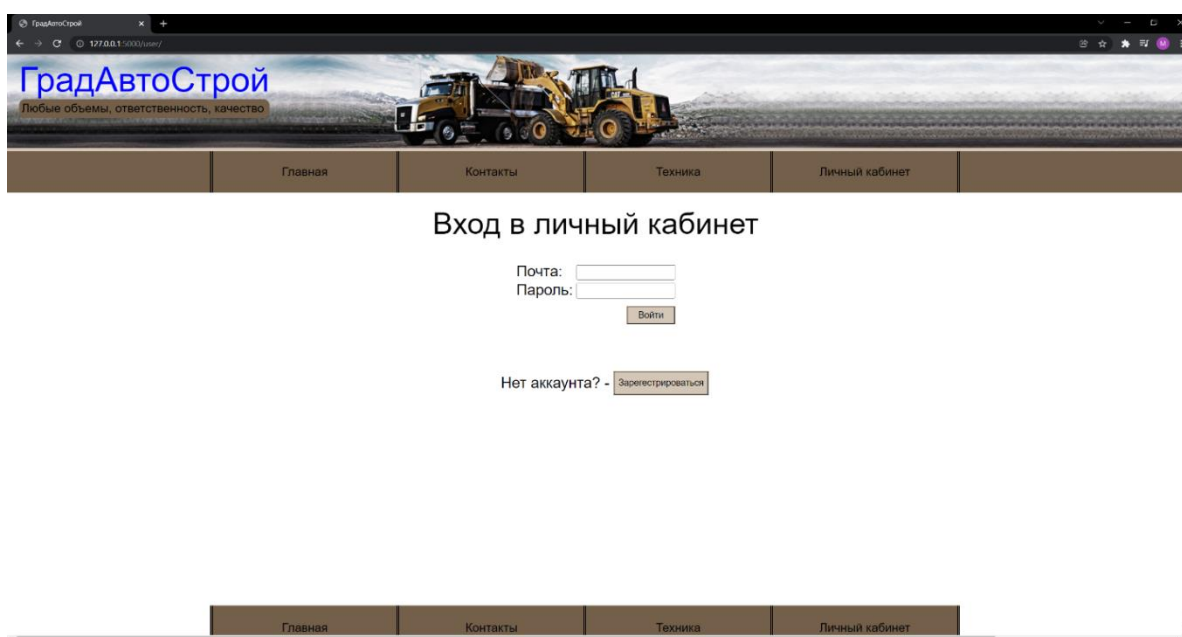 ГрадАвтоСтрой
127.0.0.1:5000/user/
M
ГрадАвтоСтрой
Любые объемы, ответственность, качество
CAT
Главная Контакты Техника Личный кабинет
Вход в личный кабинет
Почта:
Пароль:
Войти
Нет аккаунта? - Зарегестрироваться
Главная Контакты Техника Личный кабинет